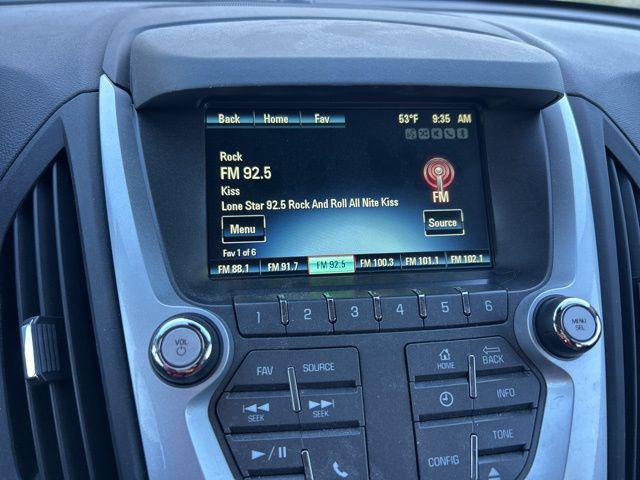 Back Home Fav 53°F 9:35 AM
Rock
FM 92.5
Kiss
Lone Star 92.5 Rock And Roll All Nite Kiss
FM
Menu Source
Fav 1 of 6
FM 88.1 FM 91.7 FM 92.5 FM 100.3 FM 101.1 FM 102.1
1 2 3 4 5 6
VOL
MENU
SEL
FAV SOURCE
HOME BACK
SEEK SEEK
INFO
TONE
CONFIG